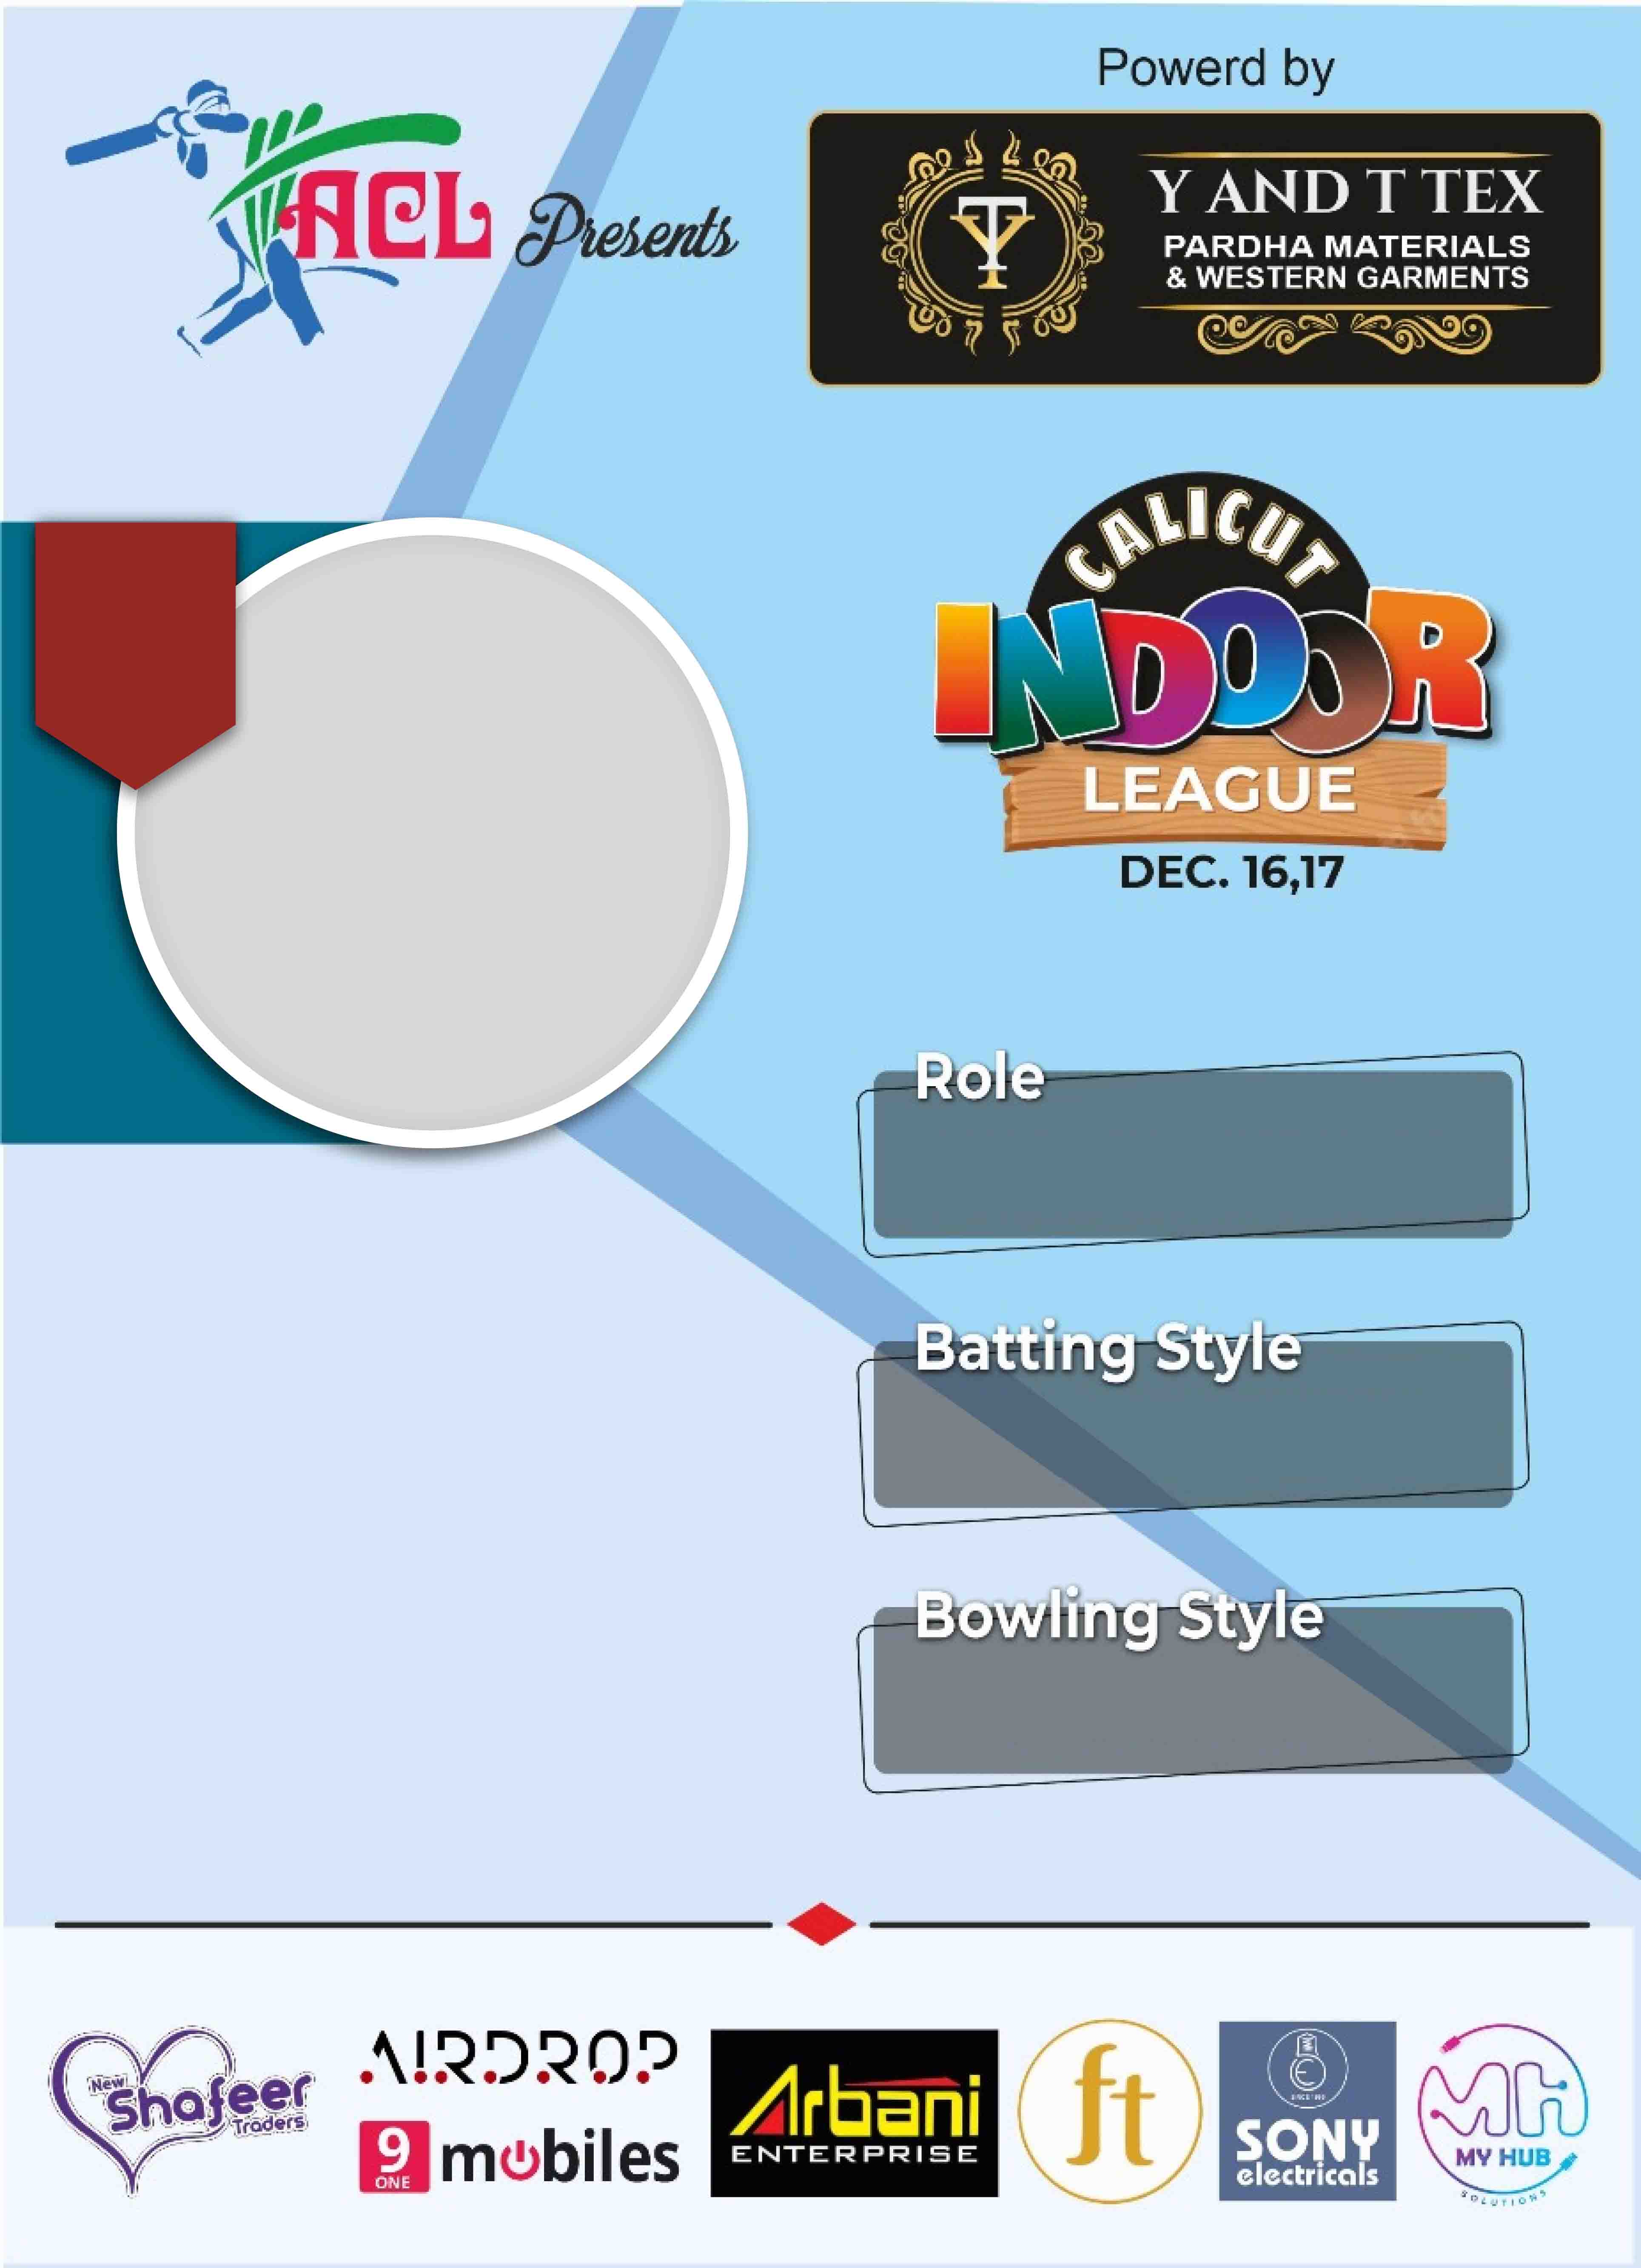 Powerd by
ACL Presents
YT
Y AND T TEX
PARDHA MATERIALS
& WESTERN GARMENTS
CALICUT
INDOOR
LEAGUE
DEC. 16,17
Role
Batting Style
Bowling Style
New
Shafeer
Traders
AIRDROP
9
ONE
mobiles
Arbani
ENTERPRISE
ft
SONY
electricals
MH
MY HUB
SOLUTIONS